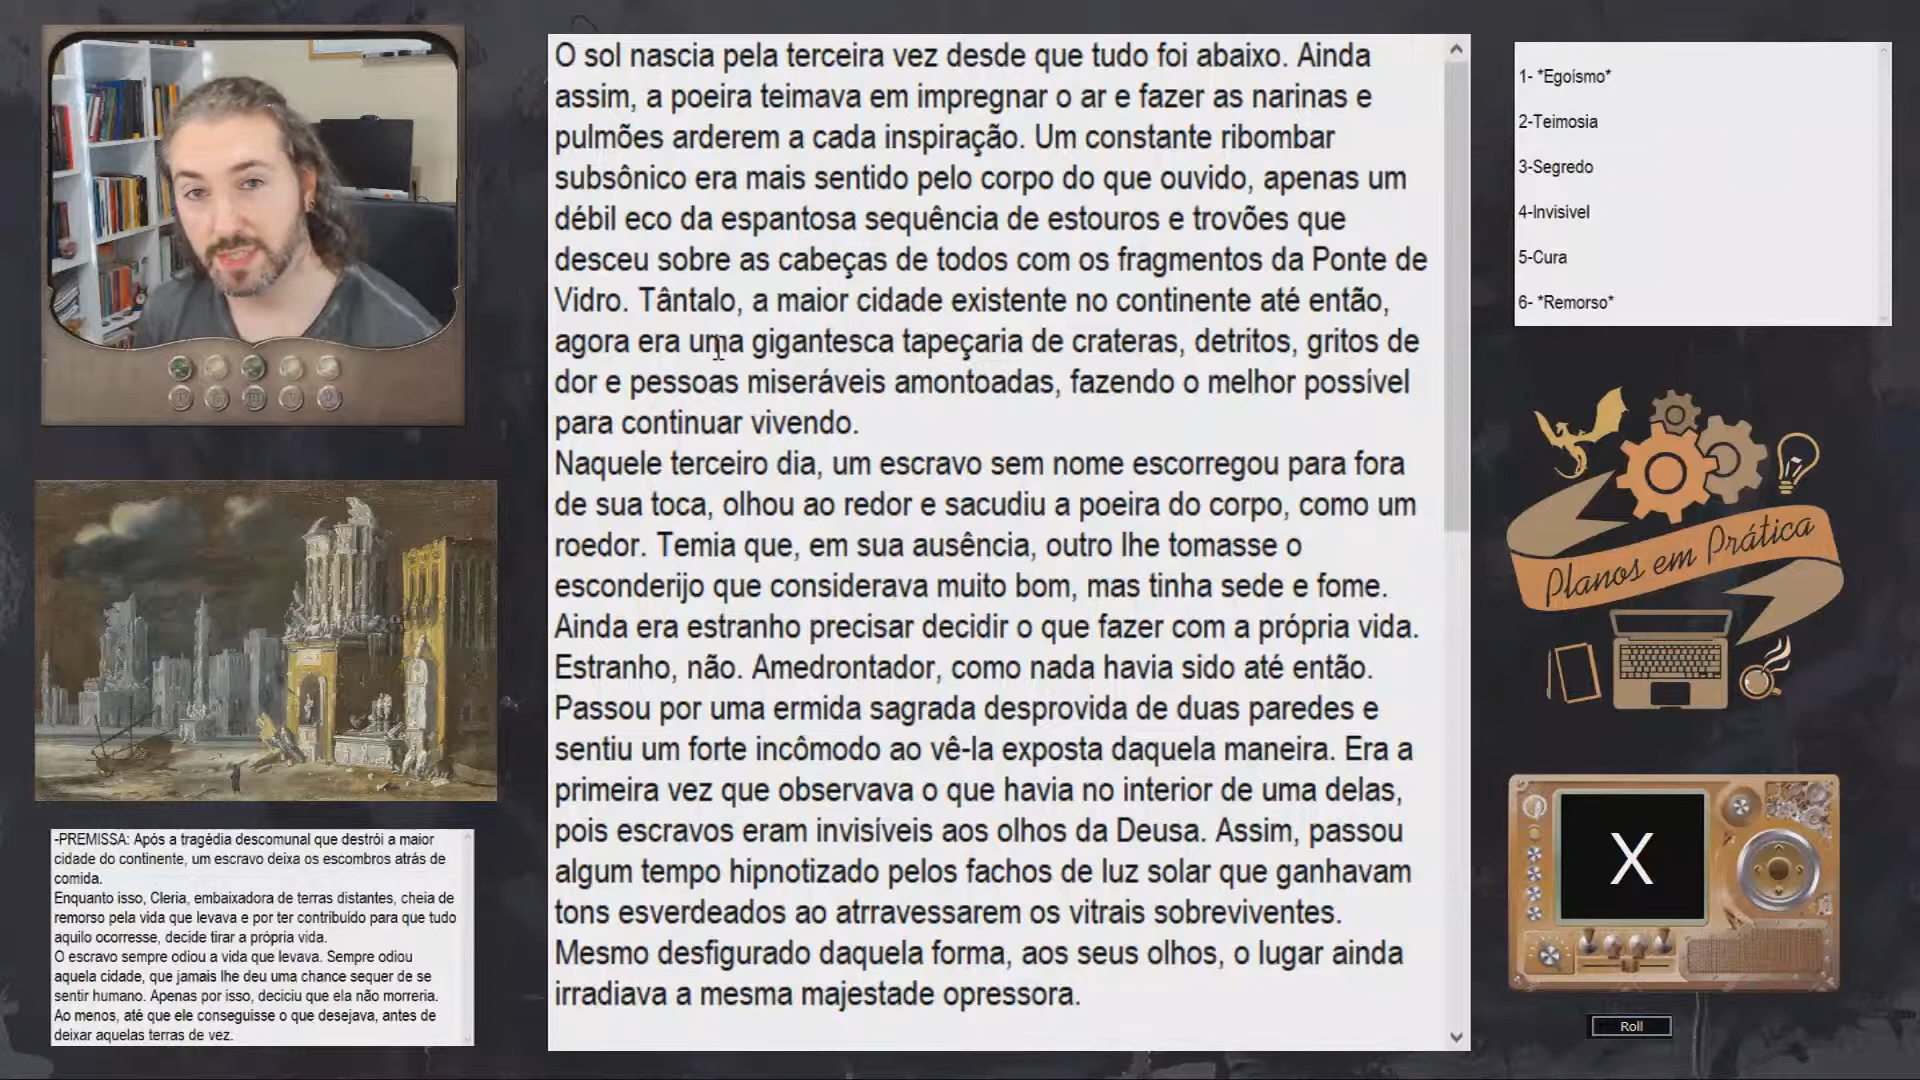 O sol nascia pela terceira vez desde que tudo foi abaixo. Ainda
assim, a poeira teimava em impregnar o ar e fazer as narinas e
pulmões arderem a cada inspiração. Um constante ribombar
subsônico era mais sentido pelo corpo do que ouvido, apenas um
débil eco da espantosa sequência de estouros e trovões que
desceu sobre as cabeças de todos com os fragmentos da Ponte de
Vidro. Tântalo, a maior cidade existente no continente até então,
agora era uma gigantesca tapeçaria de crateras, detritos, gritos de
dor e pessoas miseráveis amontoadas, fazendo o melhor possível
para continuar vivendo.
Naquele terceiro dia, um escravo sem nome escorregou para fora
de sua toca, olhou ao redor e sacudiu a poeira do corpo, como um
roedor. Temia que, em sua ausência, outro lhe tomasse o
esconderijo que considerava muito bom, mas tinha sede e fome.
Ainda era estranho precisar decidir o que fazer com a própria vida.
Estranho, não. Amedrontador, como nada havia sido até então.
Passou por uma ermida sagrada desprovida de duas paredes e
sentiu um forte incômodo ao vê-la exposta daquela maneira. Era a
primeira vez que observava o que havia no interior de uma delas,
pois escravos eram invisíveis aos olhos da Deusa. Assim, passou
algum tempo hipnotizado pelos fachos de luz solar que ganhavam
tons esverdeados ao atrravessarem os vitrais sobreviventes.
Mesmo desfigurado daquela forma, aos seus olhos, o lugar ainda
irradiava a mesma majestade opressora.
1- *Egoísmo*
2-Teimosia
3-Segredo
4-Invisível
5-Cura
6- *Remorso*
Planos em Prática
X
Roll
-PREMISSA: Após a tragédia descomunal que destrói a maior
cidade do continente, um escravo deixa os escombros atrás de
comida.
Enquanto isso, Cleria, embaixadora de terras distantes, cheia de
remorso pela vida que levava e por ter contribuído para que tudo
aquilo ocorresse, decide tirar a própria vida.
O escravo sempre odiou a vida que levava. Sempre odiou
aquela cidade, que jamais lhe deu uma chance sequer de se
sentir humano. Apenas por isso, deciciu que ela não morreria.
Ao menos, até que ele conseguisse o que desejava, antes de
deixar aquelas terras de vez.